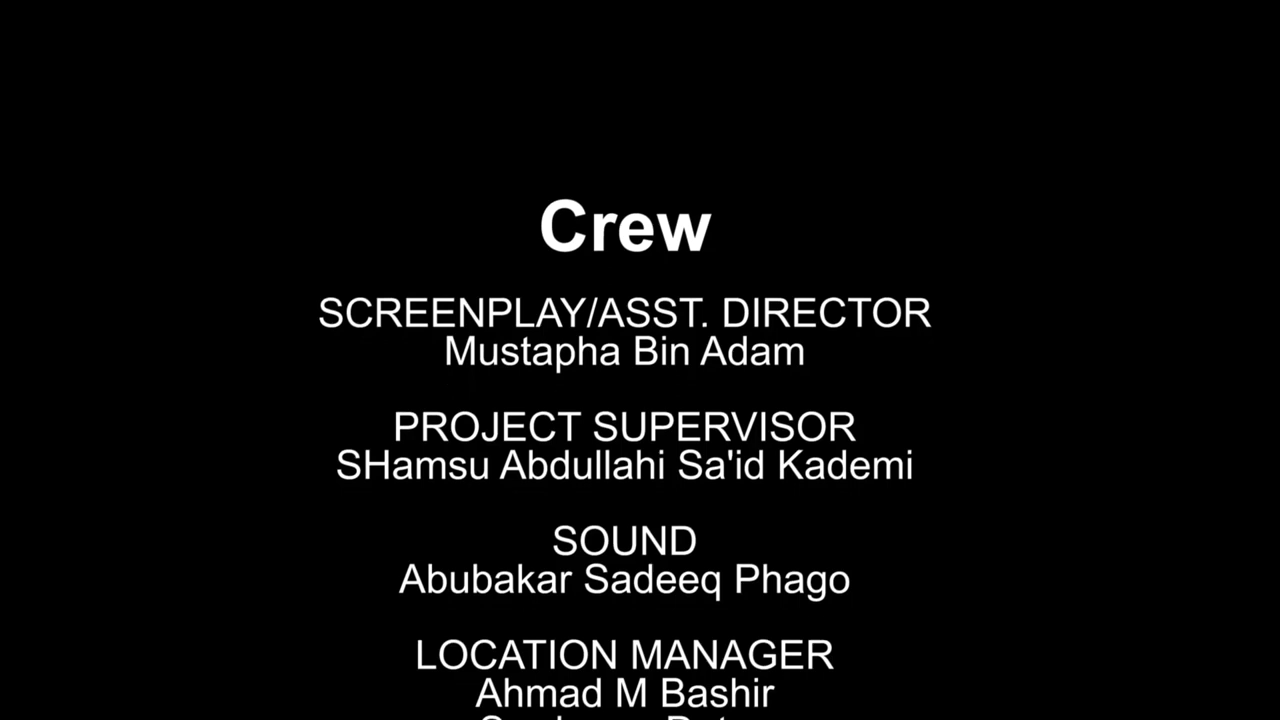 Crew
SCREENPLAY/ASST. DIRECTOR
Mustapha Bin Adam
PROJECT SUPERVISOR
SHamsu Abdullahi Sa'id Kademi
SOUND
Abubakar Sadeeq Phago
LOCATION MANAGER
Ahmad M Bashir